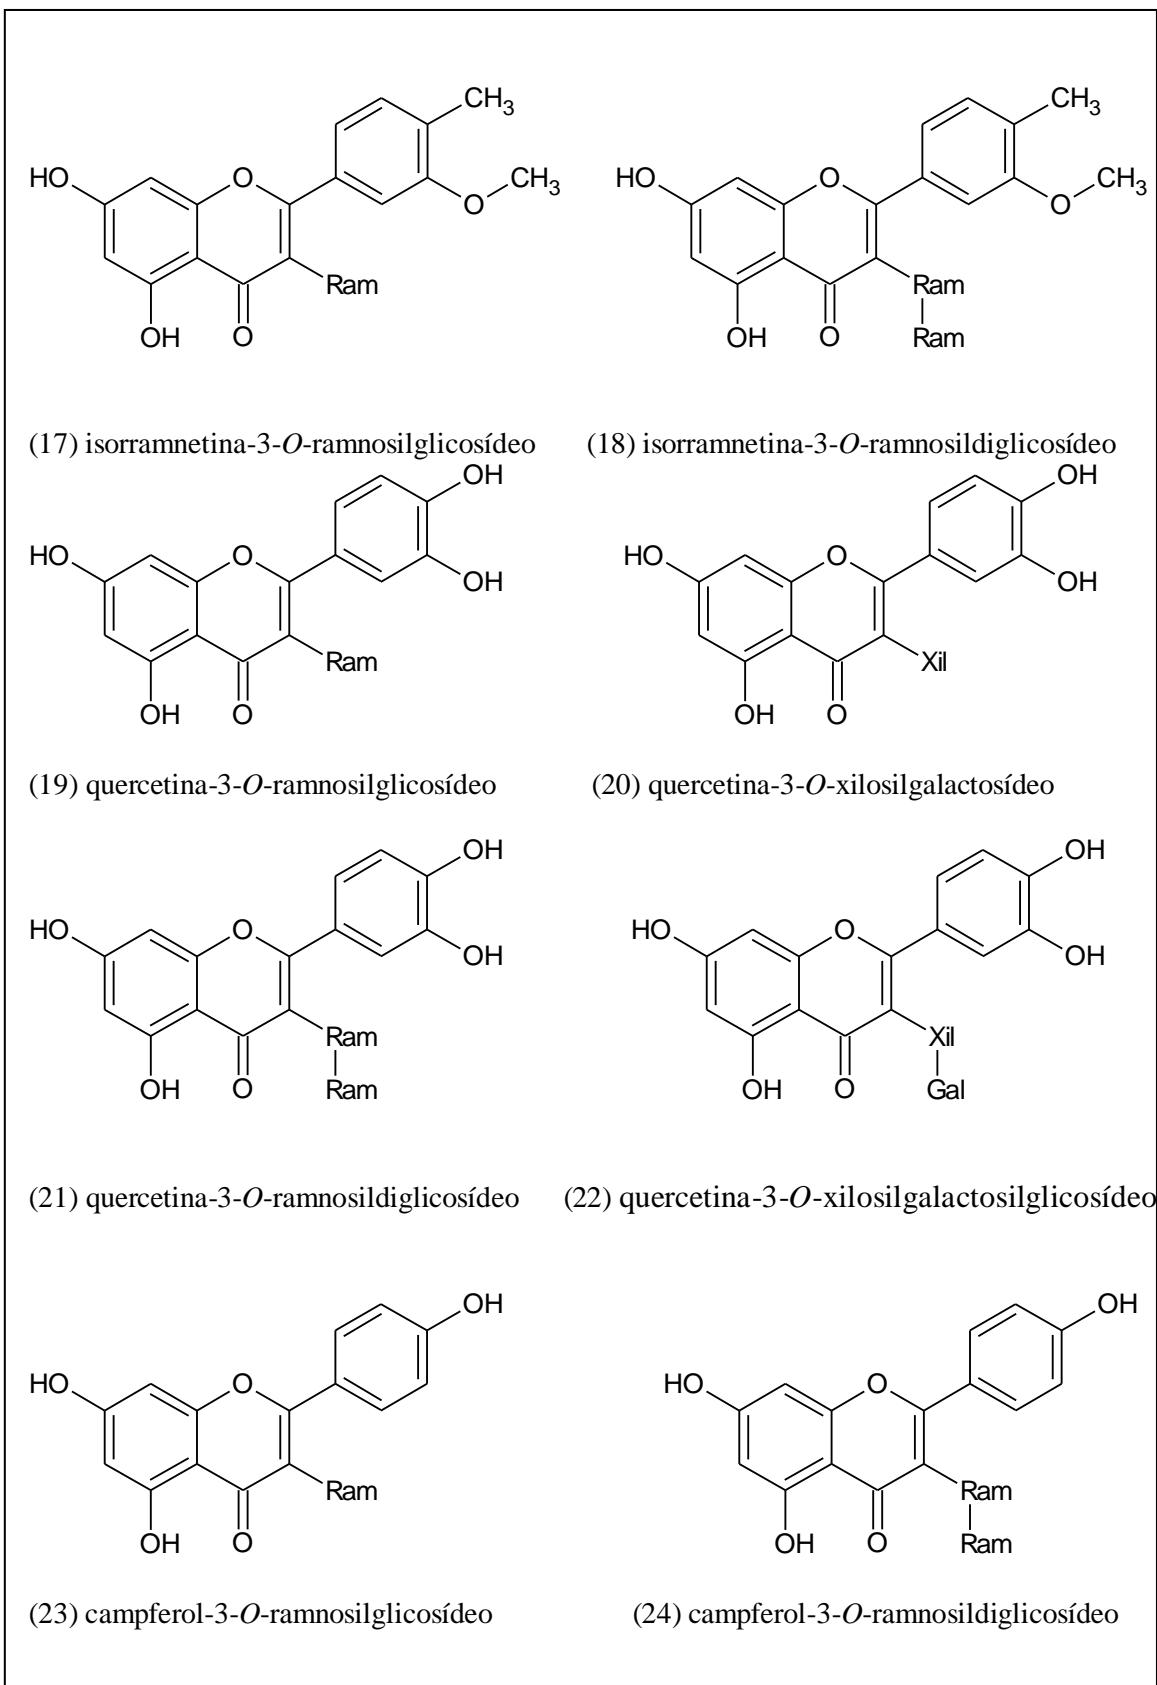 CH3 CH3
HO O O CH3 HO O O CH3
Ram Ram
OH O OH O Ram
(17) isorramnetina-3-O-ramnosilglicosídeo (18) isorramnetina-3-O-ramnosildiglicosídeo
OH OH
HO O OH HO O OH
Ram Xil
OH O OH O
(19) quercetina-3-O-ramnosilglicosídeo (20) quercetina-3-O-xilosilgalactosídeo
OH OH
HO O OH HO O OH
Ram Xil
OH O Ram OH O Gal
(21) quercetina-3-O-ramnosildiglicosídeo (22) quercetina-3-O-xilosilgalactosilglicosídeo
OH OH
HO O HO O
Ram Ram
OH O OH O Ram
(23) campferol-3-O-ramnosilglicosídeo (24) campferol-3-O-ramnosildiglicosídeo